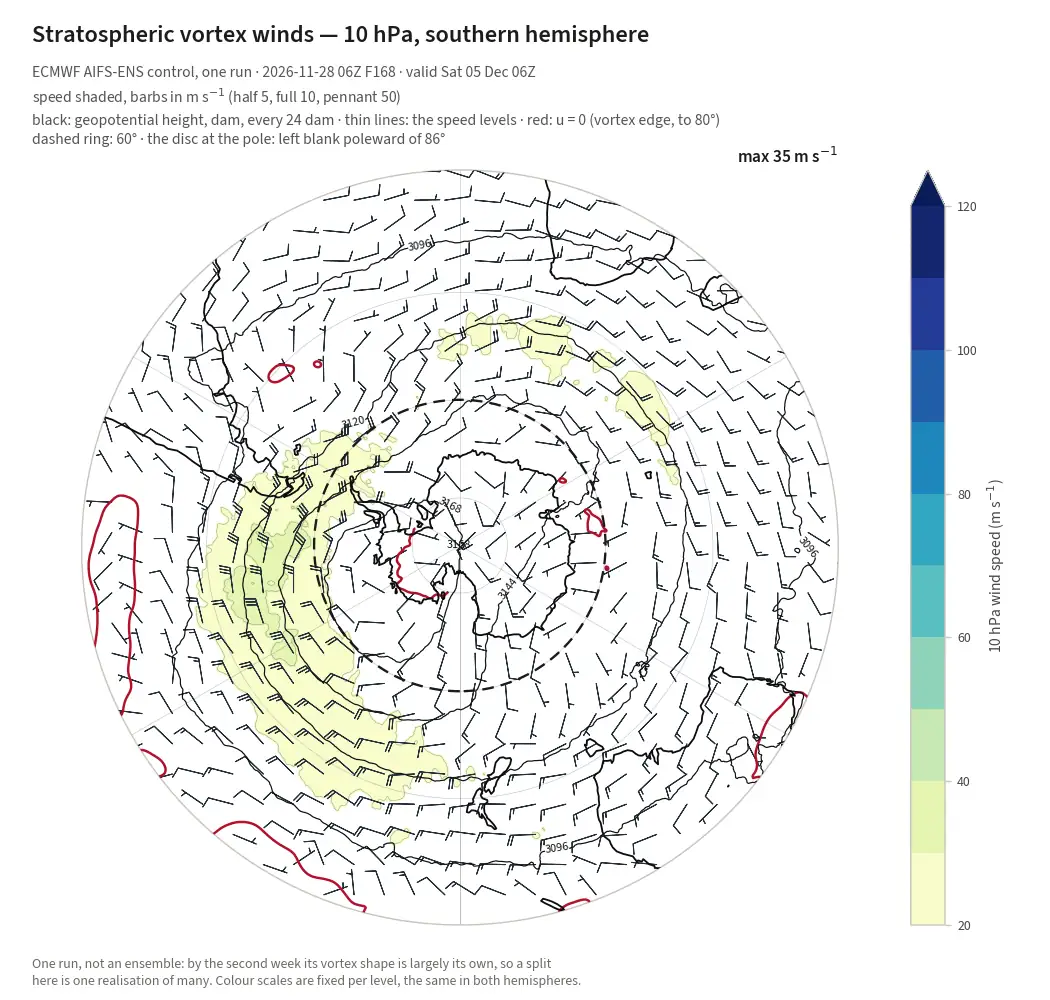 Stratospheric vortex winds — 10 hPa, southern hemisphere
ECMWF AIFS-ENS control, one run · 2026-11-28 06Z F168 · valid Sat 05 Dec 06Z
speed shaded, barbs in m s⁻¹ (half 5, full 10, pennant 50)
black: geopotential height, dam, every 24 dam · thin lines: the speed levels · red: u = 0 (vortex edge, to 80°)
dashed ring: 60° · the disc at the pole: left blank poleward of 86°
max 35 m s⁻¹
120
100
80
60
40
20
10 hPa wind speed (m s⁻¹)
3096
3120
3168
3144
3096
3096
One run, not an ensemble: by the second week its vortex shape is largely its own, so a split
here is one realisation of many. Colour scales are fixed per level, the same in both hemispheres.